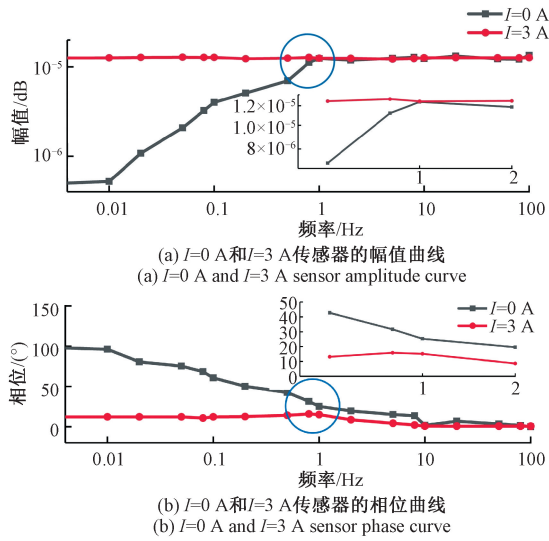 I=0 A
I=3 A
10⁻⁵
10⁻⁶
幅值/dB
1.2×10⁻⁵
1.0×10⁻⁵
8×10⁻⁶
1 2
0.01 0.1 1 10 100
频率/Hz
(a) I=0 A和I=3 A传感器的幅值曲线
(a) I=0 A and I=3 A sensor amplitude curve
150
100
50
0
相位/(°)
50
40
30
20
10
0
1 2
I=0 A
I=3 A
0.01 0.1 1 10 100
频率/Hz
(b) I=0 A和I=3 A传感器的相位曲线
(b) I=0 A and I=3 A sensor phase curve